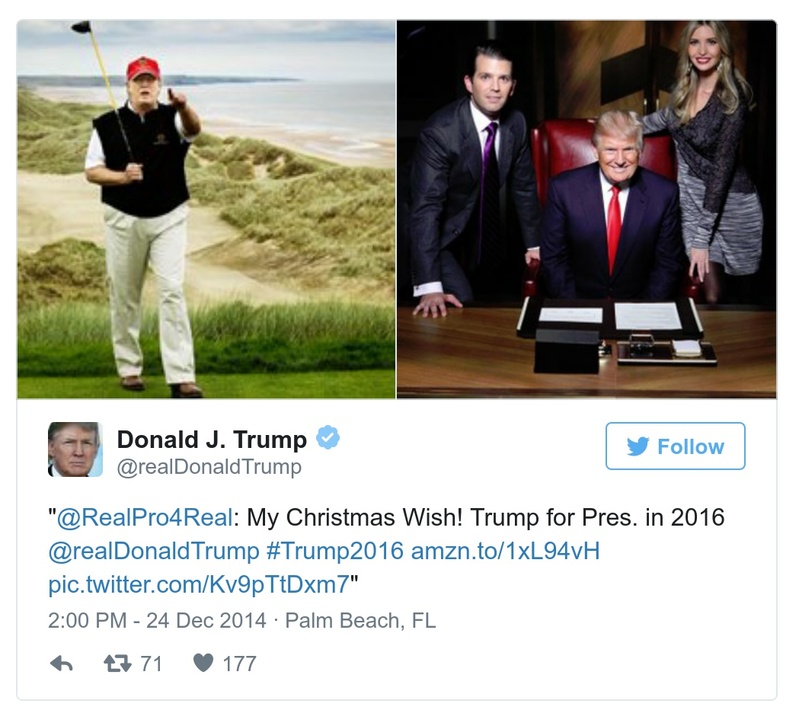 Donald J. Trump
@realDonaldTrump
Follow
"@RealPro4Real: My Christmas Wish! Trump for Pres. in 2016
@realDonaldTrump #Trump2016 amzn.to/1xL94vH
pic.twitter.com/Kv9pTtDxm7"
2:00 PM - 24 Dec 2014 · Palm Beach, FL
71 177